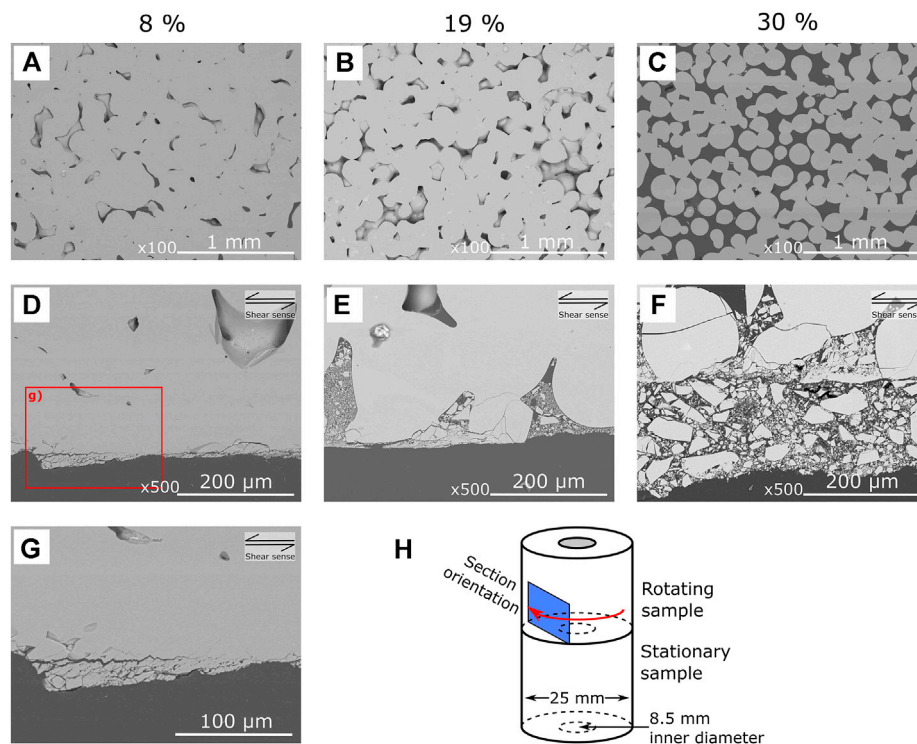 8 %
19 %
30 %
A
x100
1 mm
B
x100
1 mm
C
x100
1 mm
D
Shear sense
g)
x500
200 µm
E
Shear sense
x500
200 µm
F
Shear sense
x500
200 µm
G
Shear sense
100 µm
H
Section
orientation
Rotating
sample
Stationary
sample
25 mm
8.5 mm
inner diameter